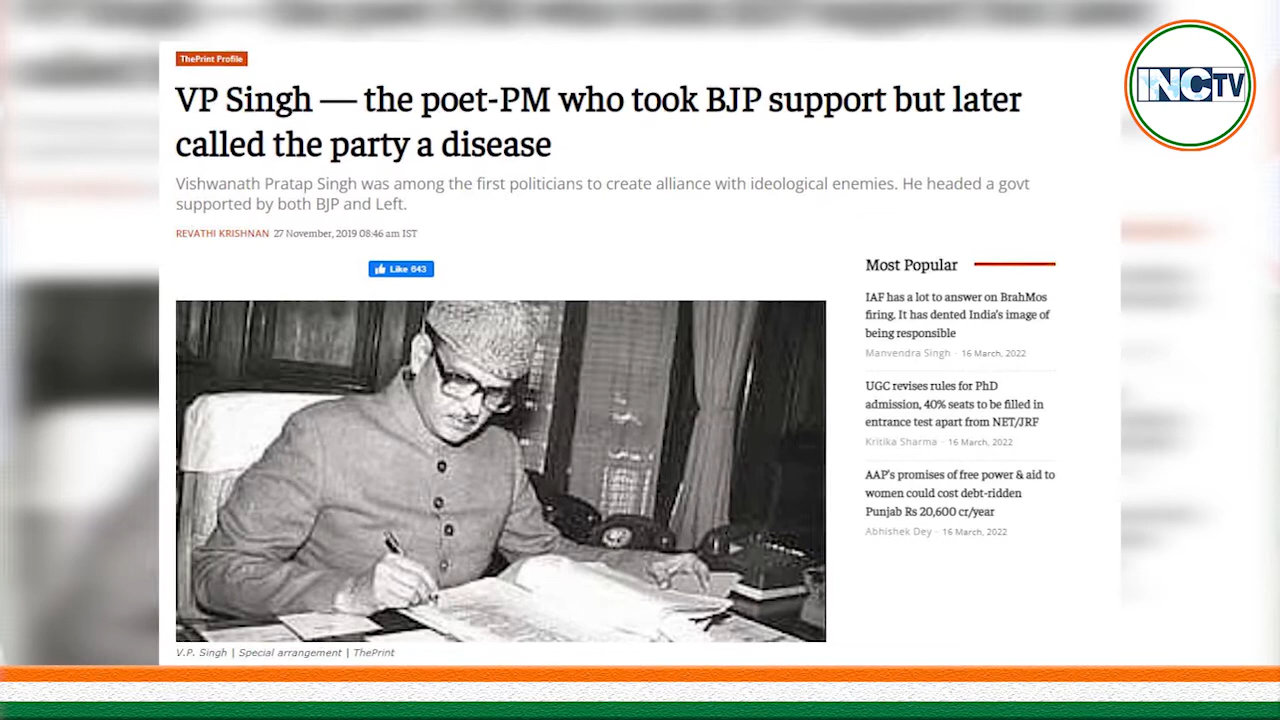 ThePrint Profile
VP Singh — the poet-PM who took BJP support but later
called the party a disease
Vishwanath Pratap Singh was among the first politicians to create alliance with ideological enemies. He headed a govt
supported by both BJP and Left.
REVATHI KRISHNAN 27 November, 2019 08:46 am IST
Like 643
V.P. Singh | Special arrangement | ThePrint
Most Popular
IAF has a lot to answer on BrahMos
firing. It has dented India's image of
being responsible
Manvendra Singh · 16 March, 2022
UGC revises rules for PhD
admission, 40% seats to be filled in
entrance test apart from NET/JRF
Kritika Sharma · 16 March, 2022
AAP's promises of free power & aid to
women could cost debt-ridden
Punjab Rs 20,600 cr/year
Abhishek Dey · 16 March, 2022
INCTV